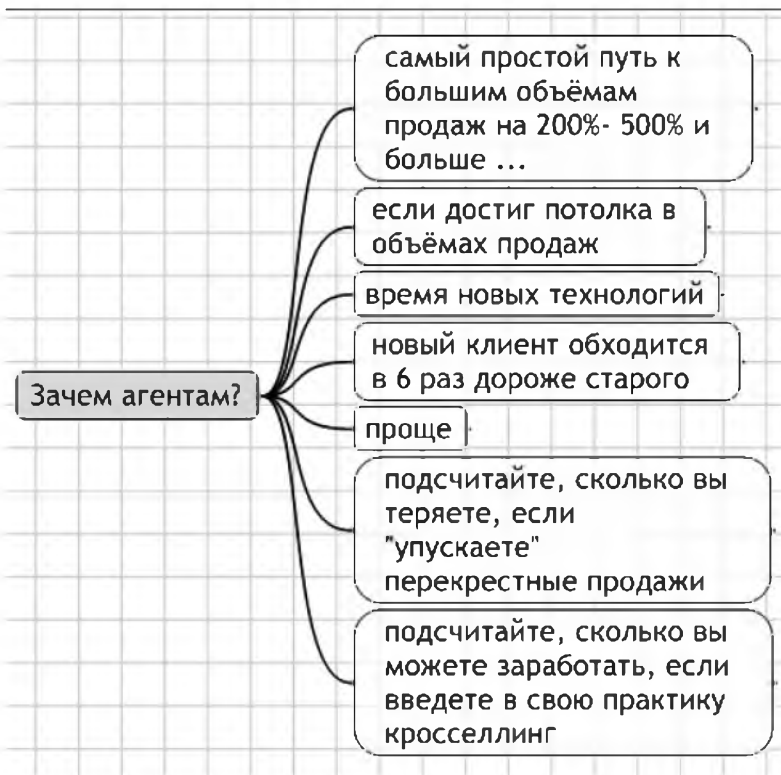 Зачем агентам?
самый простой путь к
большим объёмам
продаж на 200%- 500% и
больше ...
если достиг потолка в
объёмах продаж
время новых технологий
новый клиент обходится
в 6 раз дороже старого
проще
подсчитайте, сколько вы
теряете, если
"упускаете"
перекрестные продажи
подсчитайте, сколько вы
можете заработать, если
введете в свою практику
кросселлинг